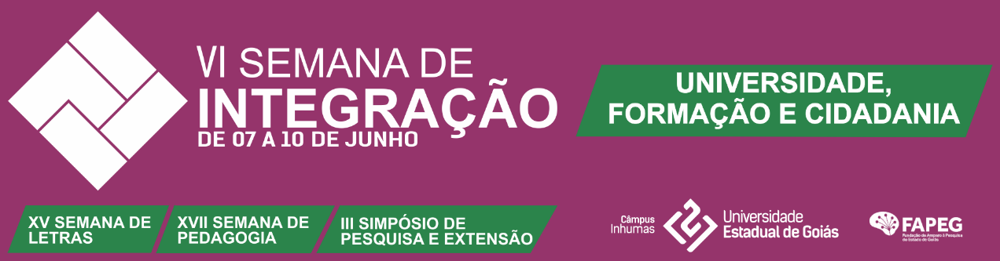 VI SEMANA DE
INTEGRAÇÃO
DE 07 A 10 DE JUNHO
UNIVERSIDADE,
FORMAÇÃO E CIDADANIA
XV SEMANA DE
LETRAS
XVII SEMANA DE
PEDAGOGIA
III SIMPÓSIO DE
PESQUISA E EXTENSÃO
Câmpus
Inhumas
Universidade
Estadual de Goiás
FAPEG
Fundação de Amparo à Pesquisa
do Estado de Goiás